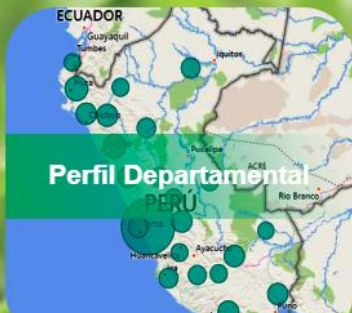 ECUADOR
Guayaquil
Tumbes
Iquitos
Pucallpa
ACRE
Perfil Departamental
Rio Branco
PERÚ
Ayacucho
Puno